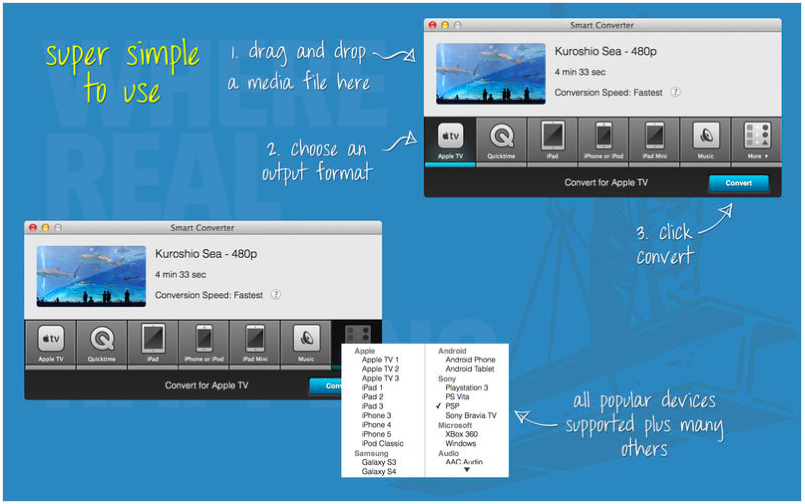 super simple
to use
1. drag and drop
a media file here
2. choose an
output format
Smart Converter
Kuroshio Sea - 480p
4 min 33 sec
Conversion Speed: Fastest ?
tv
Apple TV
Quicktime
iPad
iPhone or iPod
iPad Mini
Music
More ▼
Convert for Apple TV
Convert
3. click
convert
Smart Converter
Kuroshio Sea - 480p
4 min 33 sec
Conversion Speed: Fastest ?
tv
Apple TV
Quicktime
iPad
iPhone or iPod
iPad Mini
Music
Convert for Apple TV
Apple
Apple TV 1
Apple TV 2
Apple TV 3
iPad 1
iPad 2
iPad 3
iPhone 3
iPhone 4
iPhone 5
iPod Classic
Samsung
Galaxy S3
Galaxy S4
Android
Android Phone
Android Tablet
Sony
Playstation 3
PS Vita
✓ PSP
Sony Bravia TV
Microsoft
XBox 360
Windows
Audio
AAC Audio
▼
all popular devices
supported plus many
others
WHERE
REAL